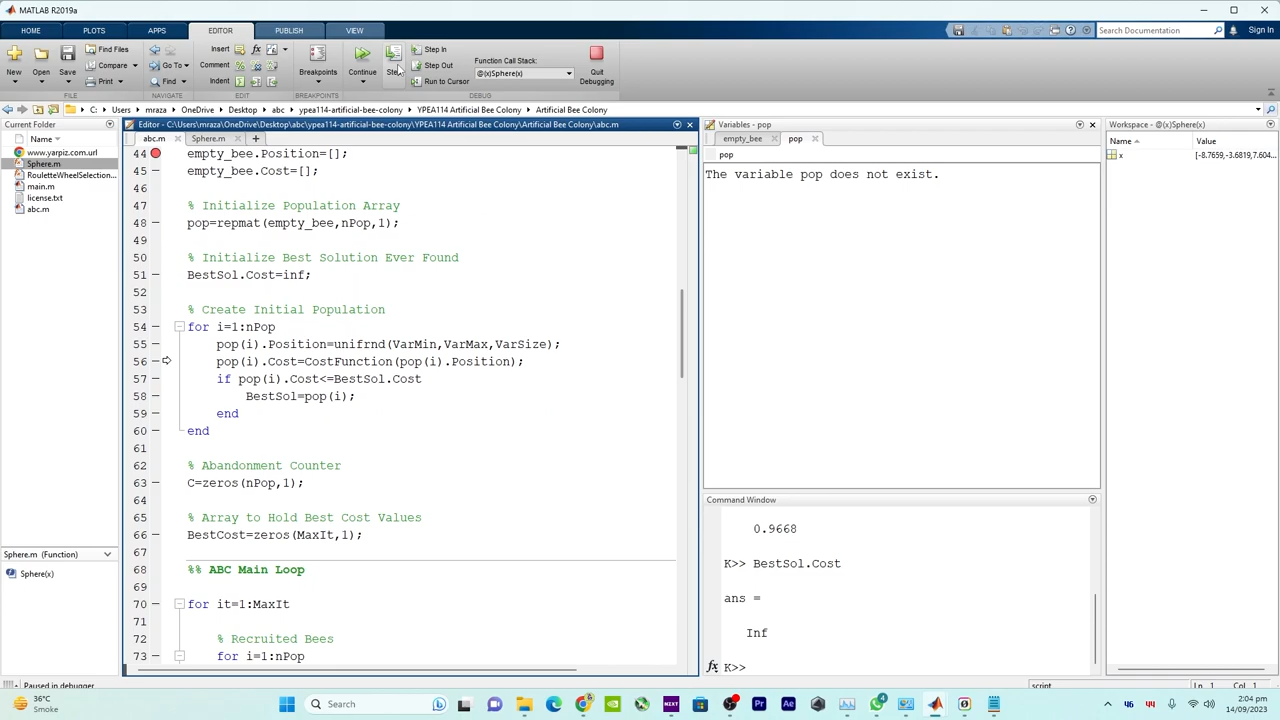 MATLAB R2019a
HOME PLOTS APPS EDITOR PUBLISH VIEW
Search Documentation Sign In
New Open Save Find Files Compare Print
Go To Find
Insert Comment Indent
Breakpoints Continue Step
Step In
Step Out
Run to Cursor
Function Call Stack:
@(x)Sphere(x)
Quit Debugging
FILE NAVIGATE EDIT BREAKPOINTS DEBUG
C: Users mraza OneDrive Desktop abc ypea114-artificial-bee-colony YPEA114 Artificial Bee Colony Artificial Bee Colony
Current Folder
Name
www.yarpiz.com.url
Sphere.m
RouletteWheelSelection...
main.m
license.txt
abc.m
Sphere.m (Function)
Sphere(x)
Editor - C:\Users\mraza\OneDrive\Desktop\abc\ypea114-artificial-bee-colony\YPEA114 Artificial Bee Colony\Artificial Bee Colony\abc.m
abc.m Sphere.m
44 empty_bee.Position=[];
45 empty_bee.Cost=[];
46
47 % Initialize Population Array
48 pop=repmat(empty_bee,nPop,1);
49
50 % Initialize Best Solution Ever Found
51 BestSol.Cost=inf;
52
53 % Create Initial Population
54 for i=1:nPop
55 pop(i).Position=unifrnd(VarMin,VarMax,VarSize);
56 pop(i).Cost=CostFunction(pop(i).Position);
57 if pop(i).Cost<=BestSol.Cost
58 BestSol=pop(i);
59 end
60 end
61
62 % Abandonment Counter
63 C=zeros(nPop,1);
64
65 % Array to Hold Best Cost Values
66 BestCost=zeros(MaxIt,1);
67
68 %% ABC Main Loop
69
70 for it=1:MaxIt
71
72 % Recruited Bees
73 for i=1:nPop
Variables - pop
empty_bee pop
pop
The variable pop does not exist.
Command Window
0.9668
K>> BestSol.Cost
ans =
Inf
fx K>>
Workspace - @(x)Sphere(x)
Name Value
x [-8.7659,-3.6819,7.604...
Paused in debugger script Ln 1 Col 1
36°C
Smoke
Search
2:04 pm
14/09/2023